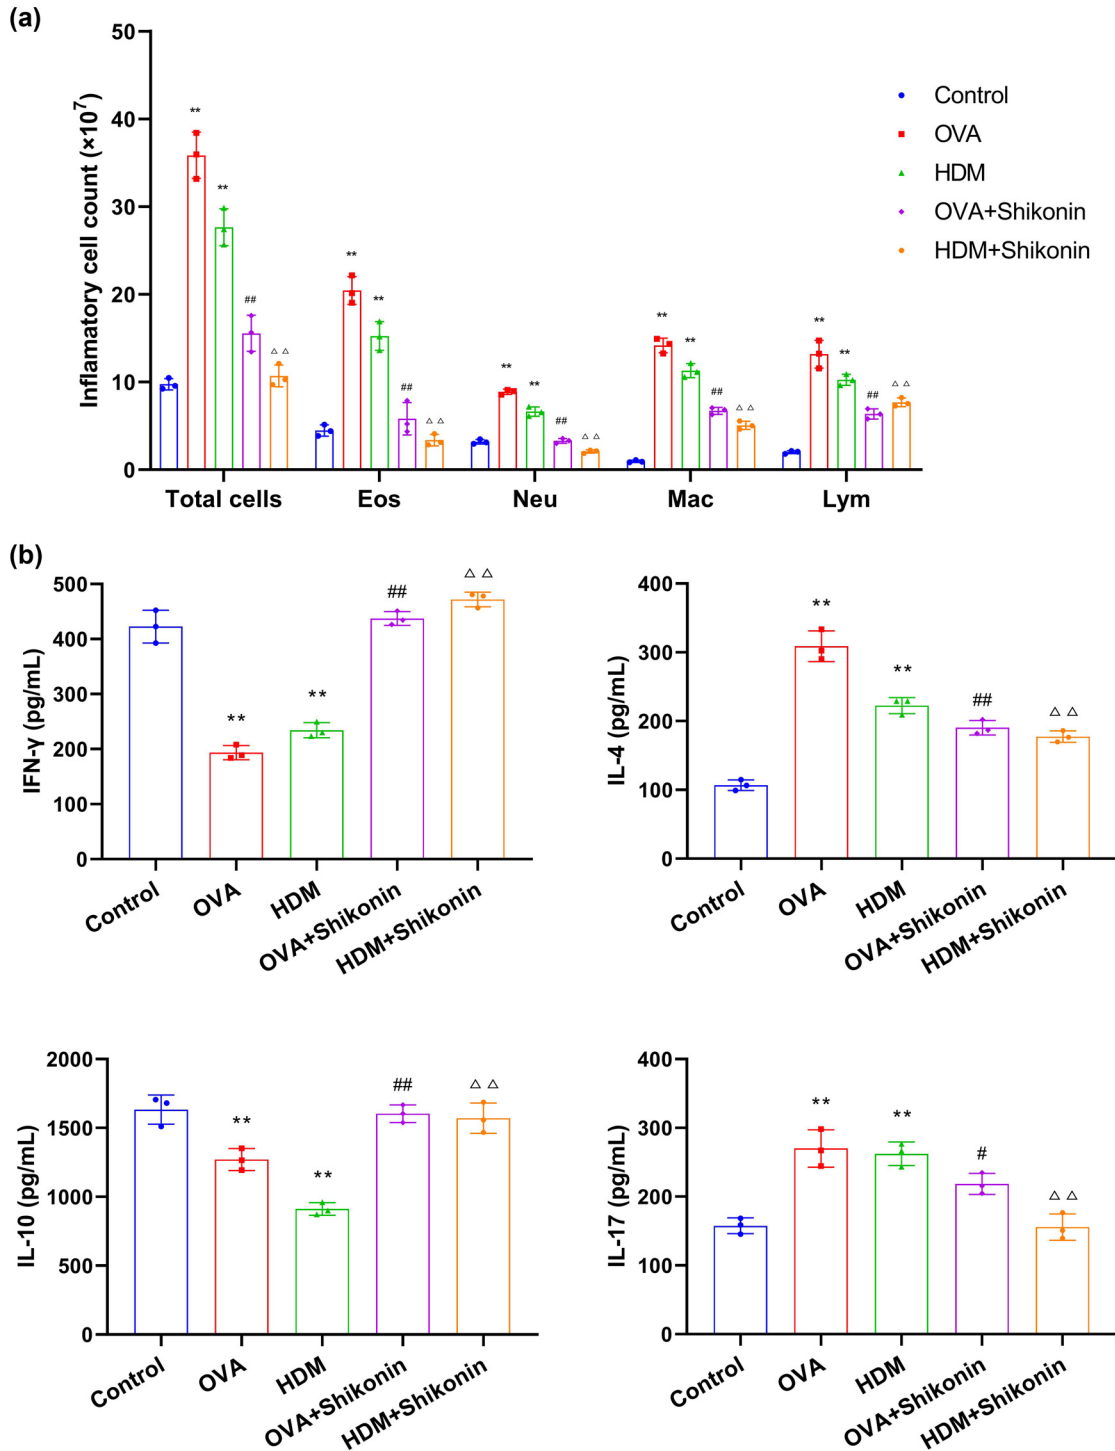 (a)
Inflamatory cell count (×10⁷)
50
40
30
20
10
0
** ** ## △ △
** ** ## △ △
** ** ## △ △
** ** ## △ △
** ** ## △ △
Total cells Eos Neu Mac Lym
Control
OVA
HDM
OVA+Shikonin
HDM+Shikonin
(b)
IFN-γ (pg/mL)
500
400
300
200
100
0
** ** ## △ △
Control OVA HDM OVA+Shikonin HDM+Shikonin
IL-4 (pg/mL)
400
300
200
100
0
** ** ## △ △
Control OVA HDM OVA+Shikonin HDM+Shikonin
IL-10 (pg/mL)
2000
1500
1000
500
0
** ** ## △ △
Control OVA HDM OVA+Shikonin HDM+Shikonin
IL-17 (pg/mL)
400
300
200
100
0
** ** # △ △
Control OVA HDM OVA+Shikonin HDM+Shikonin